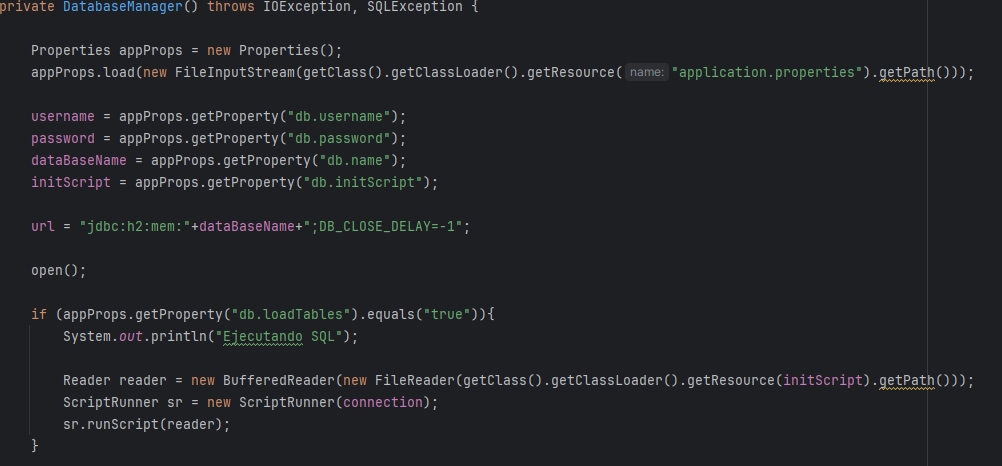 private DatabaseManager() throws IOException, SQLException {
Properties appProps = new Properties();
appProps.load(new FileInputStream(getClass().getClassLoader().getResource( name: "application.properties").getPath()));
username = appProps.getProperty("db.username");
password = appProps.getProperty("db.password");
dataBaseName = appProps.getProperty("db.name");
initScript = appProps.getProperty("db.initScript");
url = "jdbc:h2:mem:"+dataBaseName+";DB_CLOSE_DELAY=-1";
open();
if (appProps.getProperty("db.loadTables").equals("true")){
System.out.println("Ejecutando SQL");
Reader reader = new BufferedReader(new FileReader(getClass().getClassLoader().getResource(initScript).getPath()));
ScriptRunner sr = new ScriptRunner(connection);
sr.runScript(reader);
}